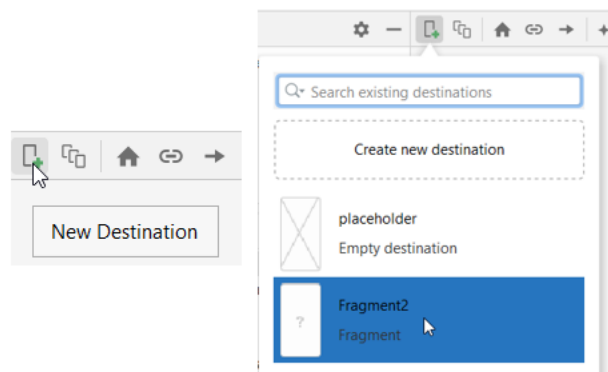 New Destination
Search existing destinations
Create new destination
placeholder
Empty destination
?
Fragment2
Fragment